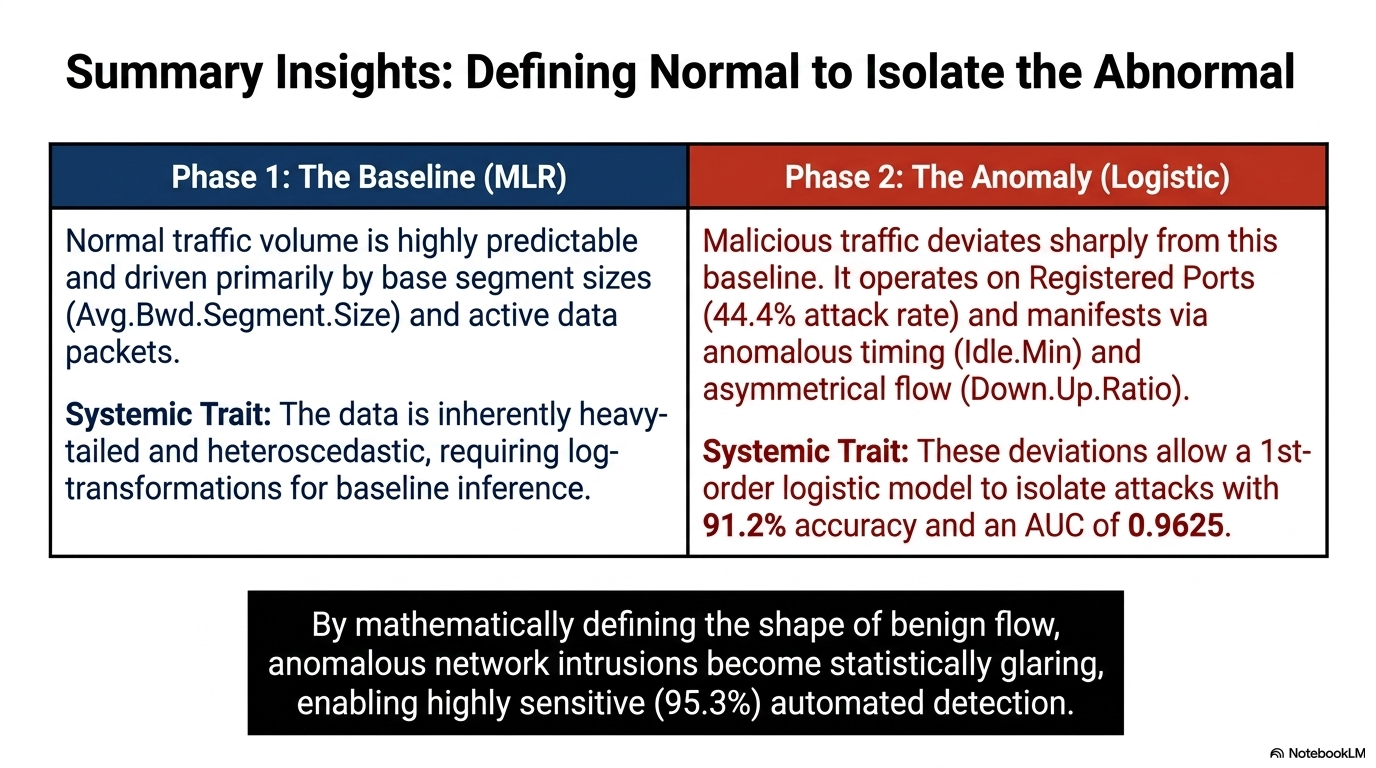 Summary Insights: Defining Normal to Isolate the Abnormal
Phase 1: The Baseline (MLR)
Normal traffic volume is highly predictable
and driven primarily by base segment sizes
(Avg.Bwd.Segment.Size) and active data
packets.
Systemic Trait: The data is inherently heavy-
tailed and heteroscedastic, requiring log-
transformations for baseline inference.
Phase 2: The Anomaly (Logistic)
Malicious traffic deviates sharply from this
baseline. It operates on Registered Ports
(44.4% attack rate) and manifests via
anomalous timing (Idle.Min) and
asymmetrical flow (Down.Up.Ratio).
Systemic Trait: These deviations allow a 1st-
order logistic model to isolate attacks with
91.2% accuracy and an AUC of 0.9625.
By mathematically defining the shape of benign flow,
anomalous network intrusions become statistically glaring,
enabling highly sensitive (95.3%) automated detection.
NotebookLM